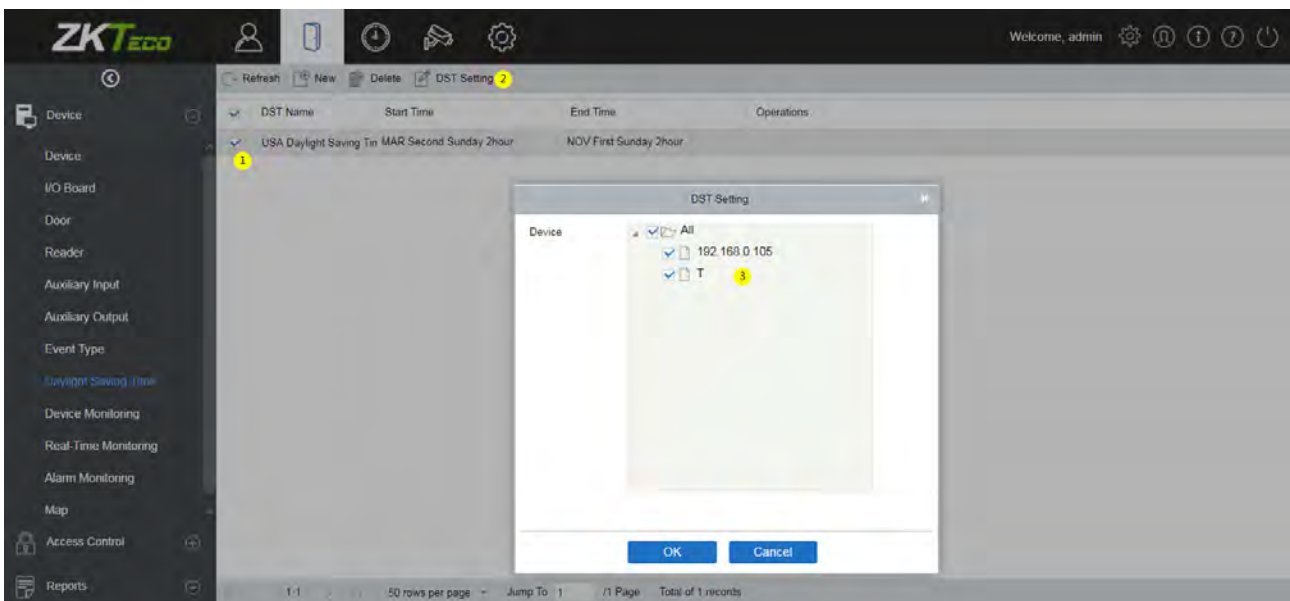 ZKTeco
Welcome, admin
Refresh New Delete DST Setting 2
Device
DST Name Start Time End Time Operations
USA Daylight Saving Tim MAR Second Sunday 2hour NOV First Sunday 2hour
1
Device
I/O Board
Door
Reader
Auxiliary Input
Auxiliary Output
Event Type
Daylight Saving Time
Device Monitoring
Real-Time Monitoring
Alarm Monitoring
Map
Access Control
Reports
DST Setting
Device
All
192.168.0.105
T 3
OK Cancel
1-1 50 rows per page Jump To 1 /1 Page Total of 1 records